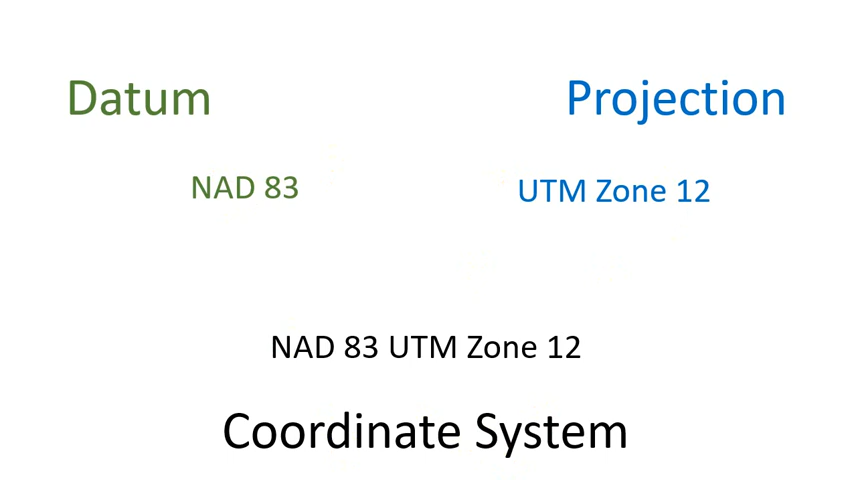 Datum
Projection
NAD 83
UTM Zone 12
NAD 83 UTM Zone 12
Coordinate System